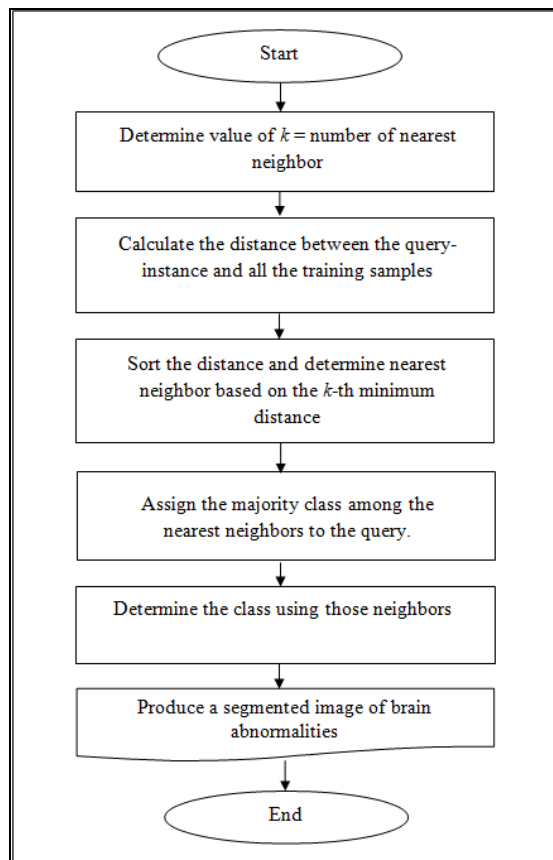 Start
Determine value of k = number of nearest
neighbor
Calculate the distance between the query-
instance and all the training samples
Sort the distance and determine nearest
neighbor based on the k-th minimum
distance
Assign the majority class among the
nearest neighbors to the query.
Determine the class using those neighbors
Produce a segmented image of brain
abnormalities
End